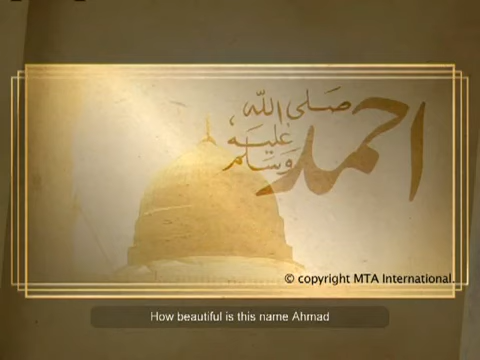 احمد
صلى الله
عليه
وسلم
© copyright MTA International.
How beautiful is this name Ahmad